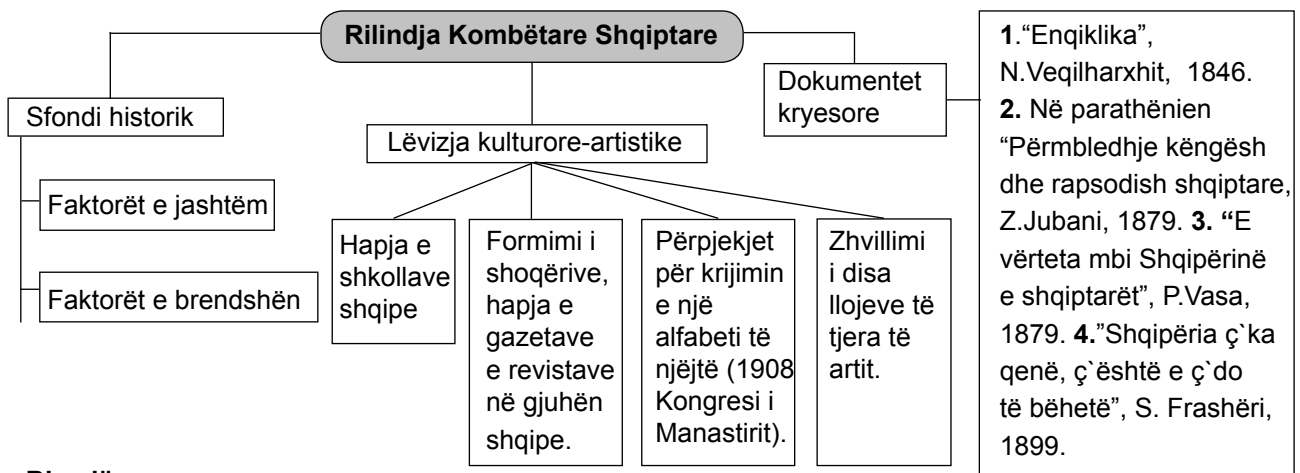 Rilindja Kombëtare Shqiptare
Sfondi historik
Faktorët e jashtëm
Faktorët e brendshën
Lëvizja kulturore-artistike
Hapja e
shkollave
shqipe
Formimi i
shoqërive,
hapja e
gazetave
e revistave
në gjuhën
shqipe.
Përpjekjet
për krijimin
e një
alfabeti të
njëjtë (1908
Kongresi i
Manastirit).
Zhvillimi
i disa
llojeve të
tjera të
artit.
Dokumentet
kryesore
1.“Enqiklika”,
N.Veqilharxhit, 1846.
2. Në parathënien
“Përmbledhje këngësh
dhe rapsodish shqiptare,
Z.Jubani, 1879. 3. “E
vërteta mbi Shqipërinë
e shqiptarët”, P.Vasa,
1879. 4.”Shqipëria ç`ka
qenë, ç`është e ç`do
të bëhetë”, S. Frashëri,
1899.